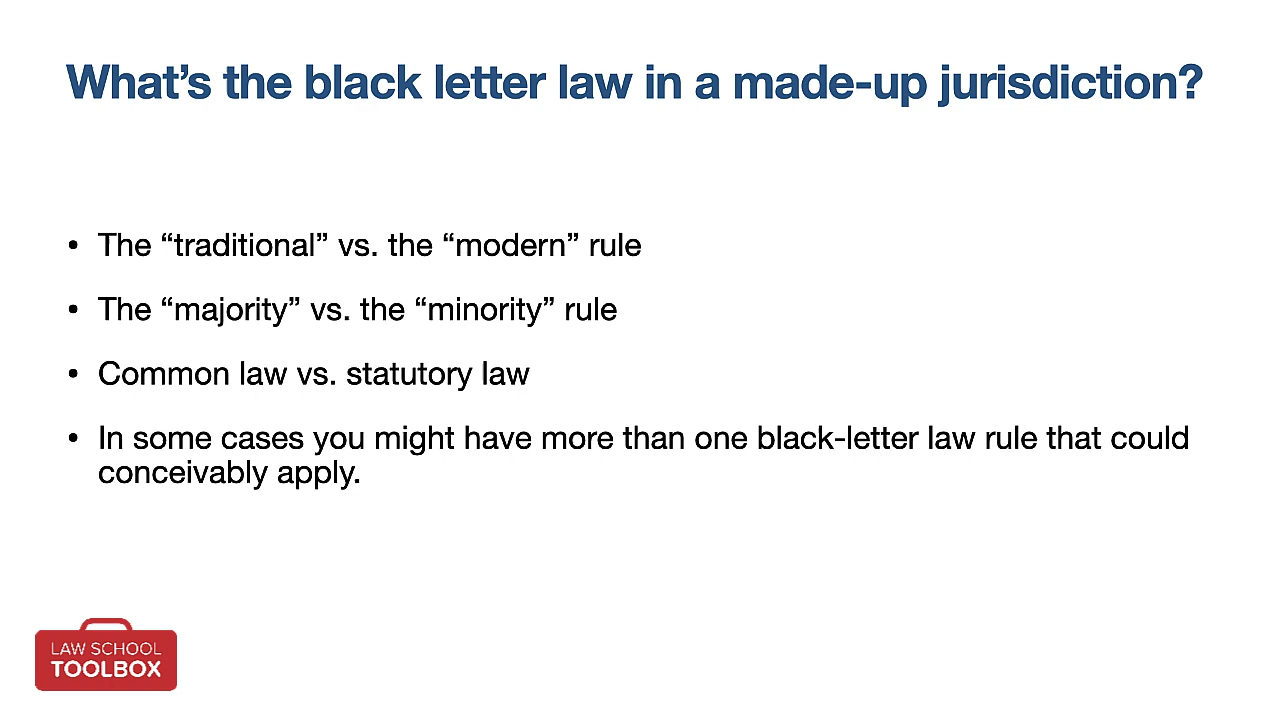 What’s the black letter law in a made-up jurisdiction?
• The “traditional” vs. the “modern” rule
• The “majority” vs. the “minority” rule
• Common law vs. statutory law
• In some cases you might have more than one black-letter law rule that could
conceivably apply.
LAW SCHOOL
TOOLBOX